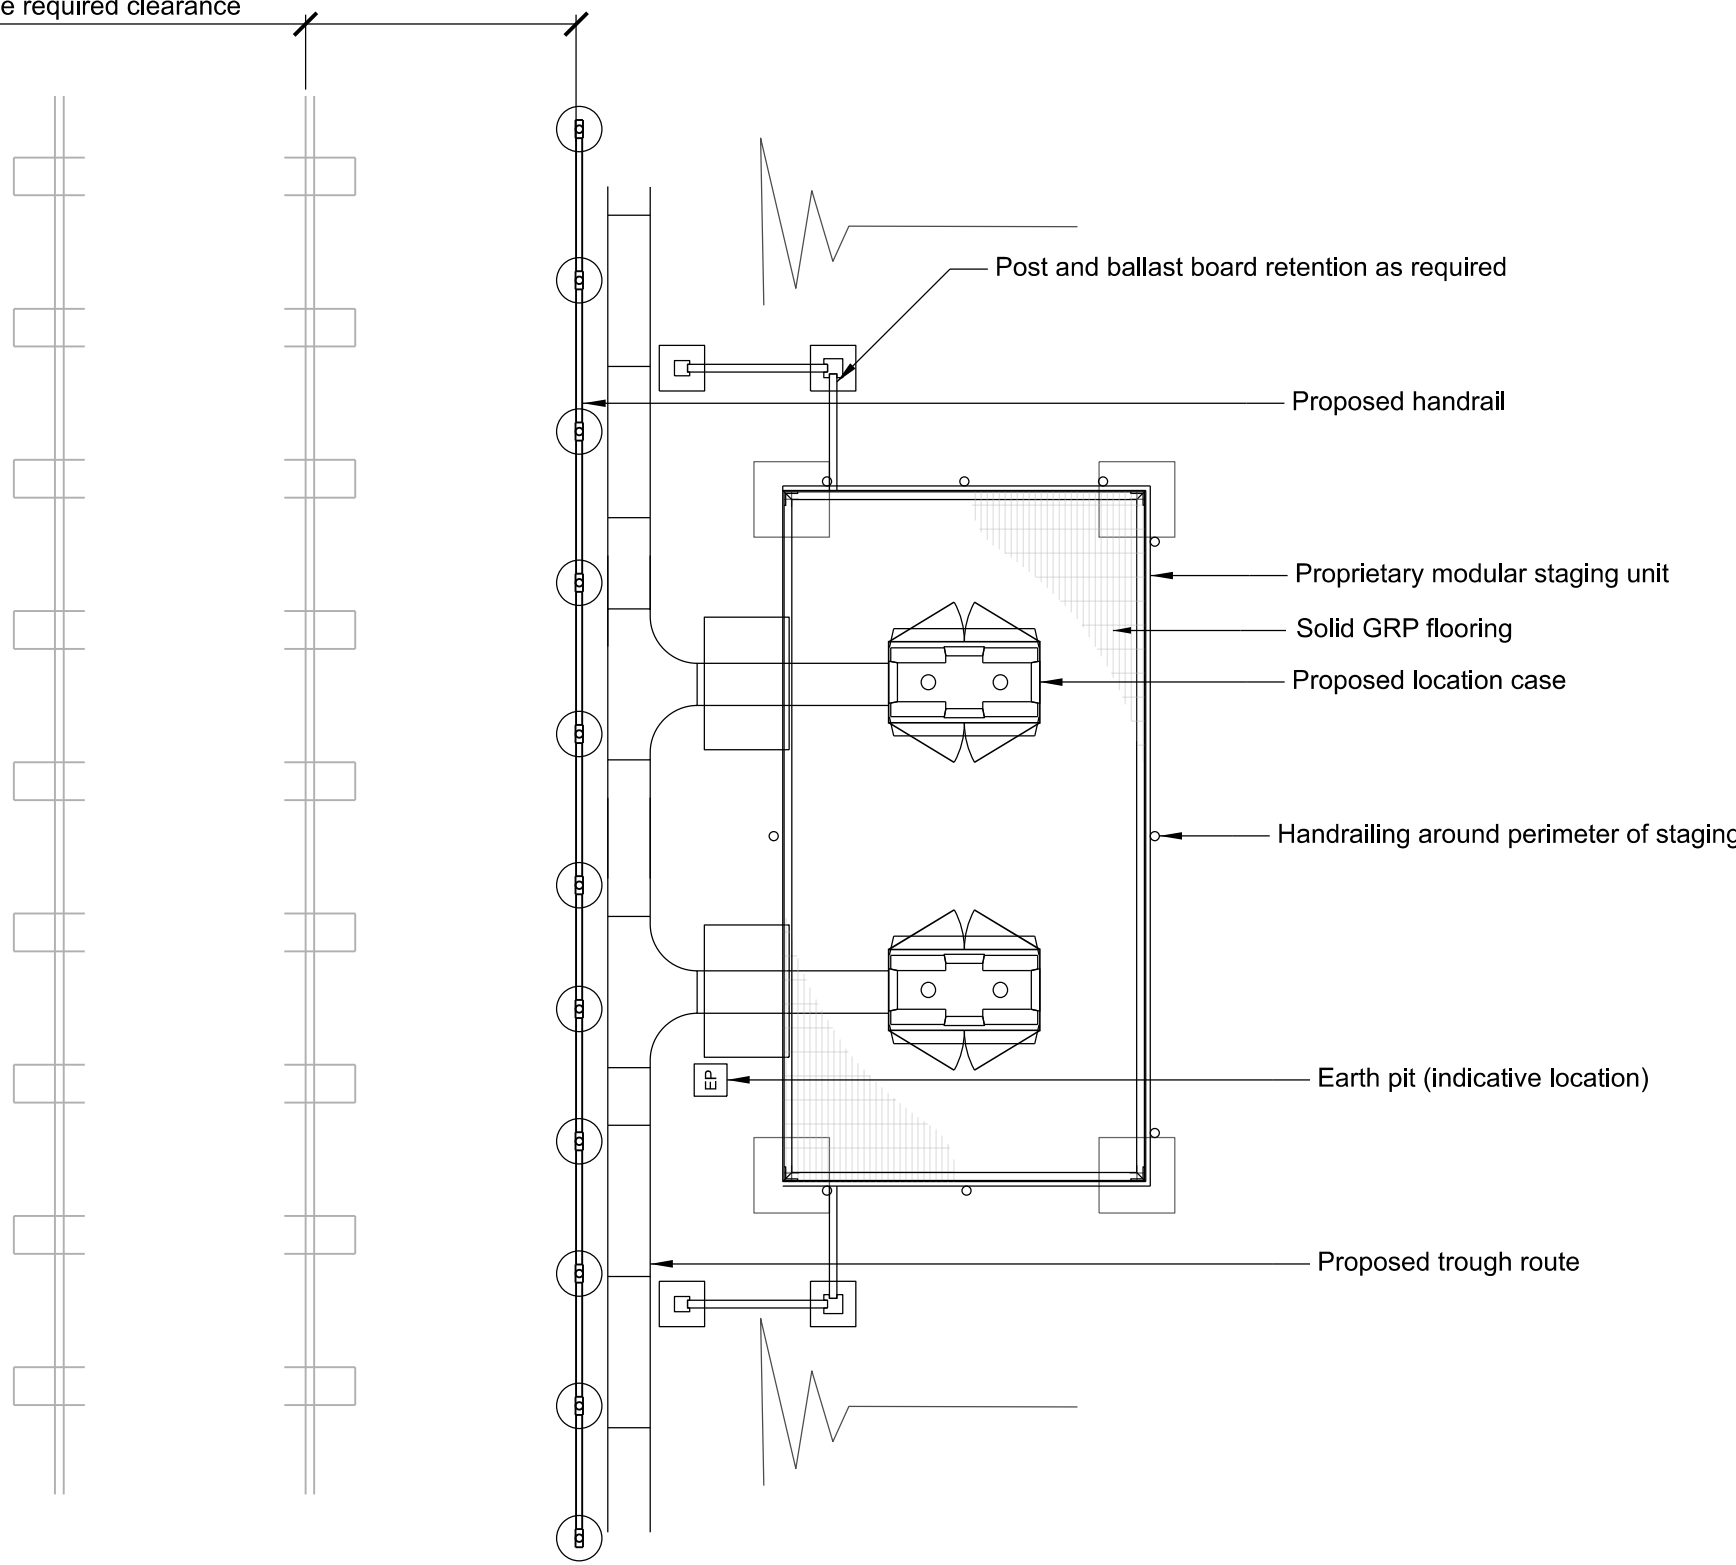 e required clearance
Post and ballast board retention as required
Proposed handrail
Proprietary modular staging unit
Solid GRP flooring
Proposed location case
Handrailing around perimeter of staging
EP
Earth pit (indicative location)
Proposed trough route